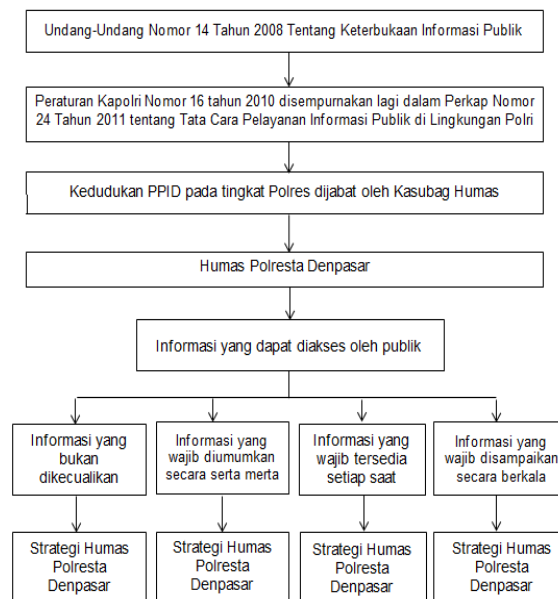 Undang-Undang Nomor 14 Tahun 2008 Tentang Keterbukaan Informasi Publik
Peraturan Kapolri Nomor 16 tahun 2010 disempurnakan lagi dalam Perkap Nomor
24 Tahun 2011 tentang Tata Cara Pelayanan Informasi Publik di Lingkungan Polri
Kedudukan PPID pada tingkat Polres dijabat oleh Kasubag Humas
Humas Polresta Denpasar
Informasi yang dapat diakses oleh publik
Informasi yang
bukan
dikecualikan
Informasi yang
wajib diumumkan
secara serta merta
Informasi yang
wajib tersedia
setiap saat
Informasi yang
wajib disampaikan
secara berkala
Strategi Humas
Polresta
Denpasar
Strategi Humas
Polresta
Denpasar
Strategi Humas
Polresta
Denpasar
Strategi Humas
Polresta
Denpasar